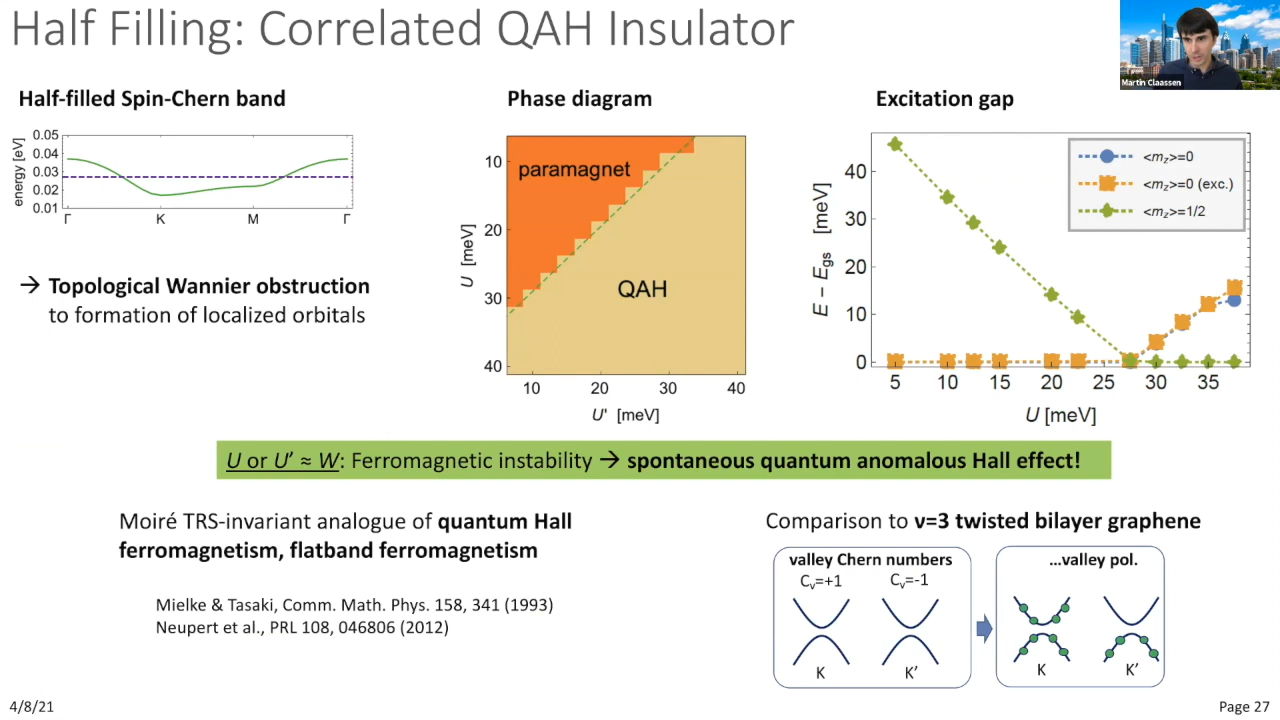 Half Filling: Correlated QAH Insulator
Martin Claassen
Half-filled Spin-Chern band
0.05
0.04
0.03
0.02
0.01
energy [eV]
Γ K M Γ
→ Topological Wannier obstruction
to formation of localized orbitals
Phase diagram
paramagnet
QAH
10
20
30
40
U [meV]
10 20 30 40
U' [meV]
Excitation gap
<m_z>=0
<m_z>=0 (exc.)
<m_z>=1/2
40
30
20
10
0
E − E_gs [meV]
5 10 15 20 25 30 35
U [meV]
U or U' ≈ W: Ferromagnetic instability → spontaneous quantum anomalous Hall effect!
Moiré TRS-invariant analogue of quantum Hall
ferromagnetism, flatband ferromagnetism
Mielke & Tasaki, Comm. Math. Phys. 158, 341 (1993)
Neupert et al., PRL 108, 046806 (2012)
Comparison to ν=3 twisted bilayer graphene
valley Chern numbers
C_v=+1 C_v=-1
K K'
…valley pol.
K K'
4/8/21
Page 27